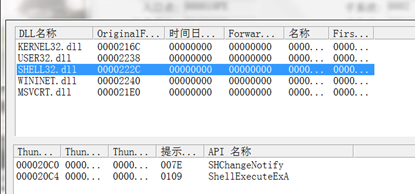 DLL名称 OriginalF... 时间日... Forwar... 名称 Firs...
KERNEL32.dll 0000216C 00000000 00000000 0000... 0000...
USER32.dll 00002238 00000000 00000000 0000... 0000...
SHELL32.dll 0000222C 00000000 00000000 0000... 0000...
WININET.dll 00002240 00000000 00000000 0000... 0000...
MSVCRT.dll 000021E0 00000000 00000000 0000... 0000...
Thun... Thun... Thun... 提示... API 名称
000020C0 0000... 0000... 007E SHChangeNotify
000020C4 0000... 0000... 0109 ShellExecuteExA